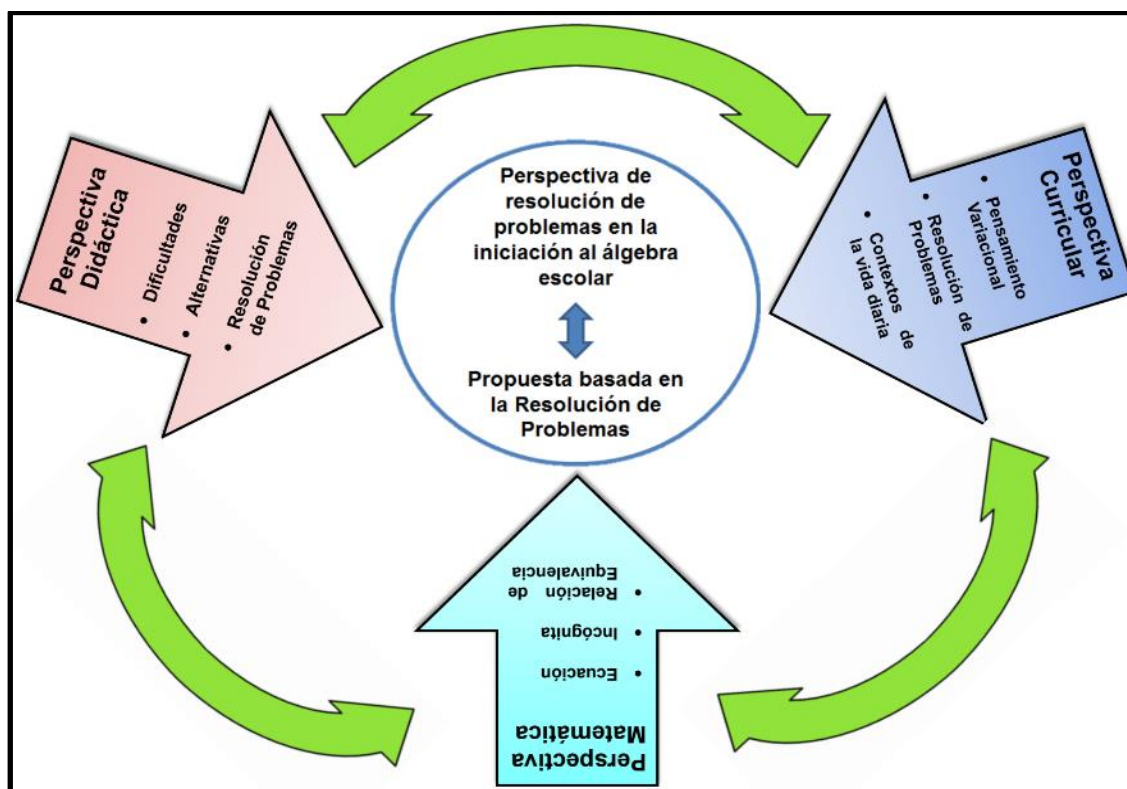 Perspectiva
Didáctica
• Dificultades
• Alternativas
• Resolución
de Problemas
Perspectiva de
resolución de
problemas en la
iniciación al álgebra
escolar
Propuesta basada en
la Resolución de
Problemas
Perspectiva
Curricular
• Pensamiento
Variacional
• Resolución de
Problemas
• Contextos de
la vida diaria
Perspectiva
Matemática
• Ecuación
• Incógnita
• Relación de
Equivalencia